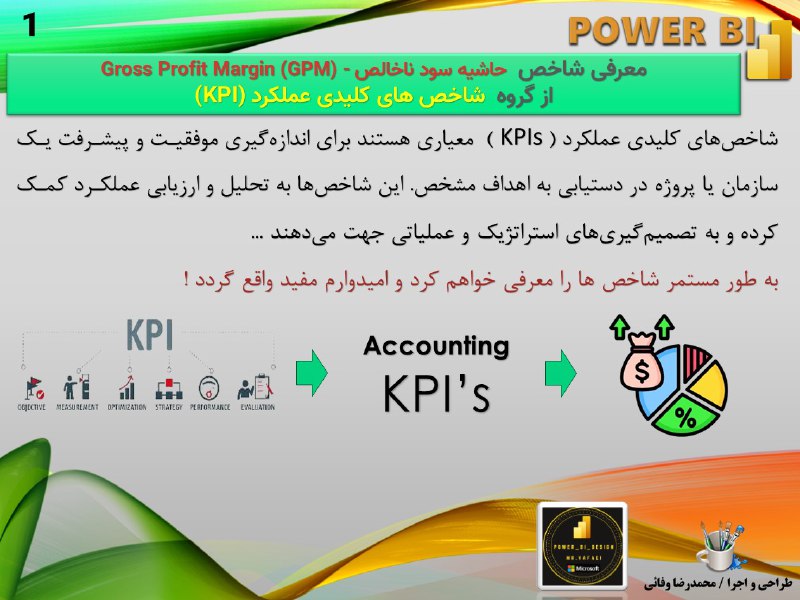 1
POWER BI
معرفی شاخص حاشیه سود ناخالص - Gross Profit Margin (GPM)
از گروه شاخص های کلیدی عملکرد (KPI)
شاخص‌های کلیدی عملکرد ( KPIs ) معیاری هستند برای اندازه‌گیری موفقیت و پیشرفت یک
سازمان یا پروژه در دستیابی به اهداف مشخص. این شاخص‌ها به تحلیل و ارزیابی عملکرد کمک
کرده و به تصمیم‌گیری‌های استراتژیک و عملیاتی جهت می‌دهند ...
به طور مستمر شاخص ها را معرفی خواهم کرد و امیدوارم مفید واقع گردد !
KPI
OBJECTIVE MEASUREMENT OPTIMIZATION STRATEGY PERFORMANCE EVALUATION
Accounting
KPI's
$
%
POWER_BI_DESIGN
MR.VAFAEI
Microsoft
طراحی و اجرا / محمدرضا وفائی